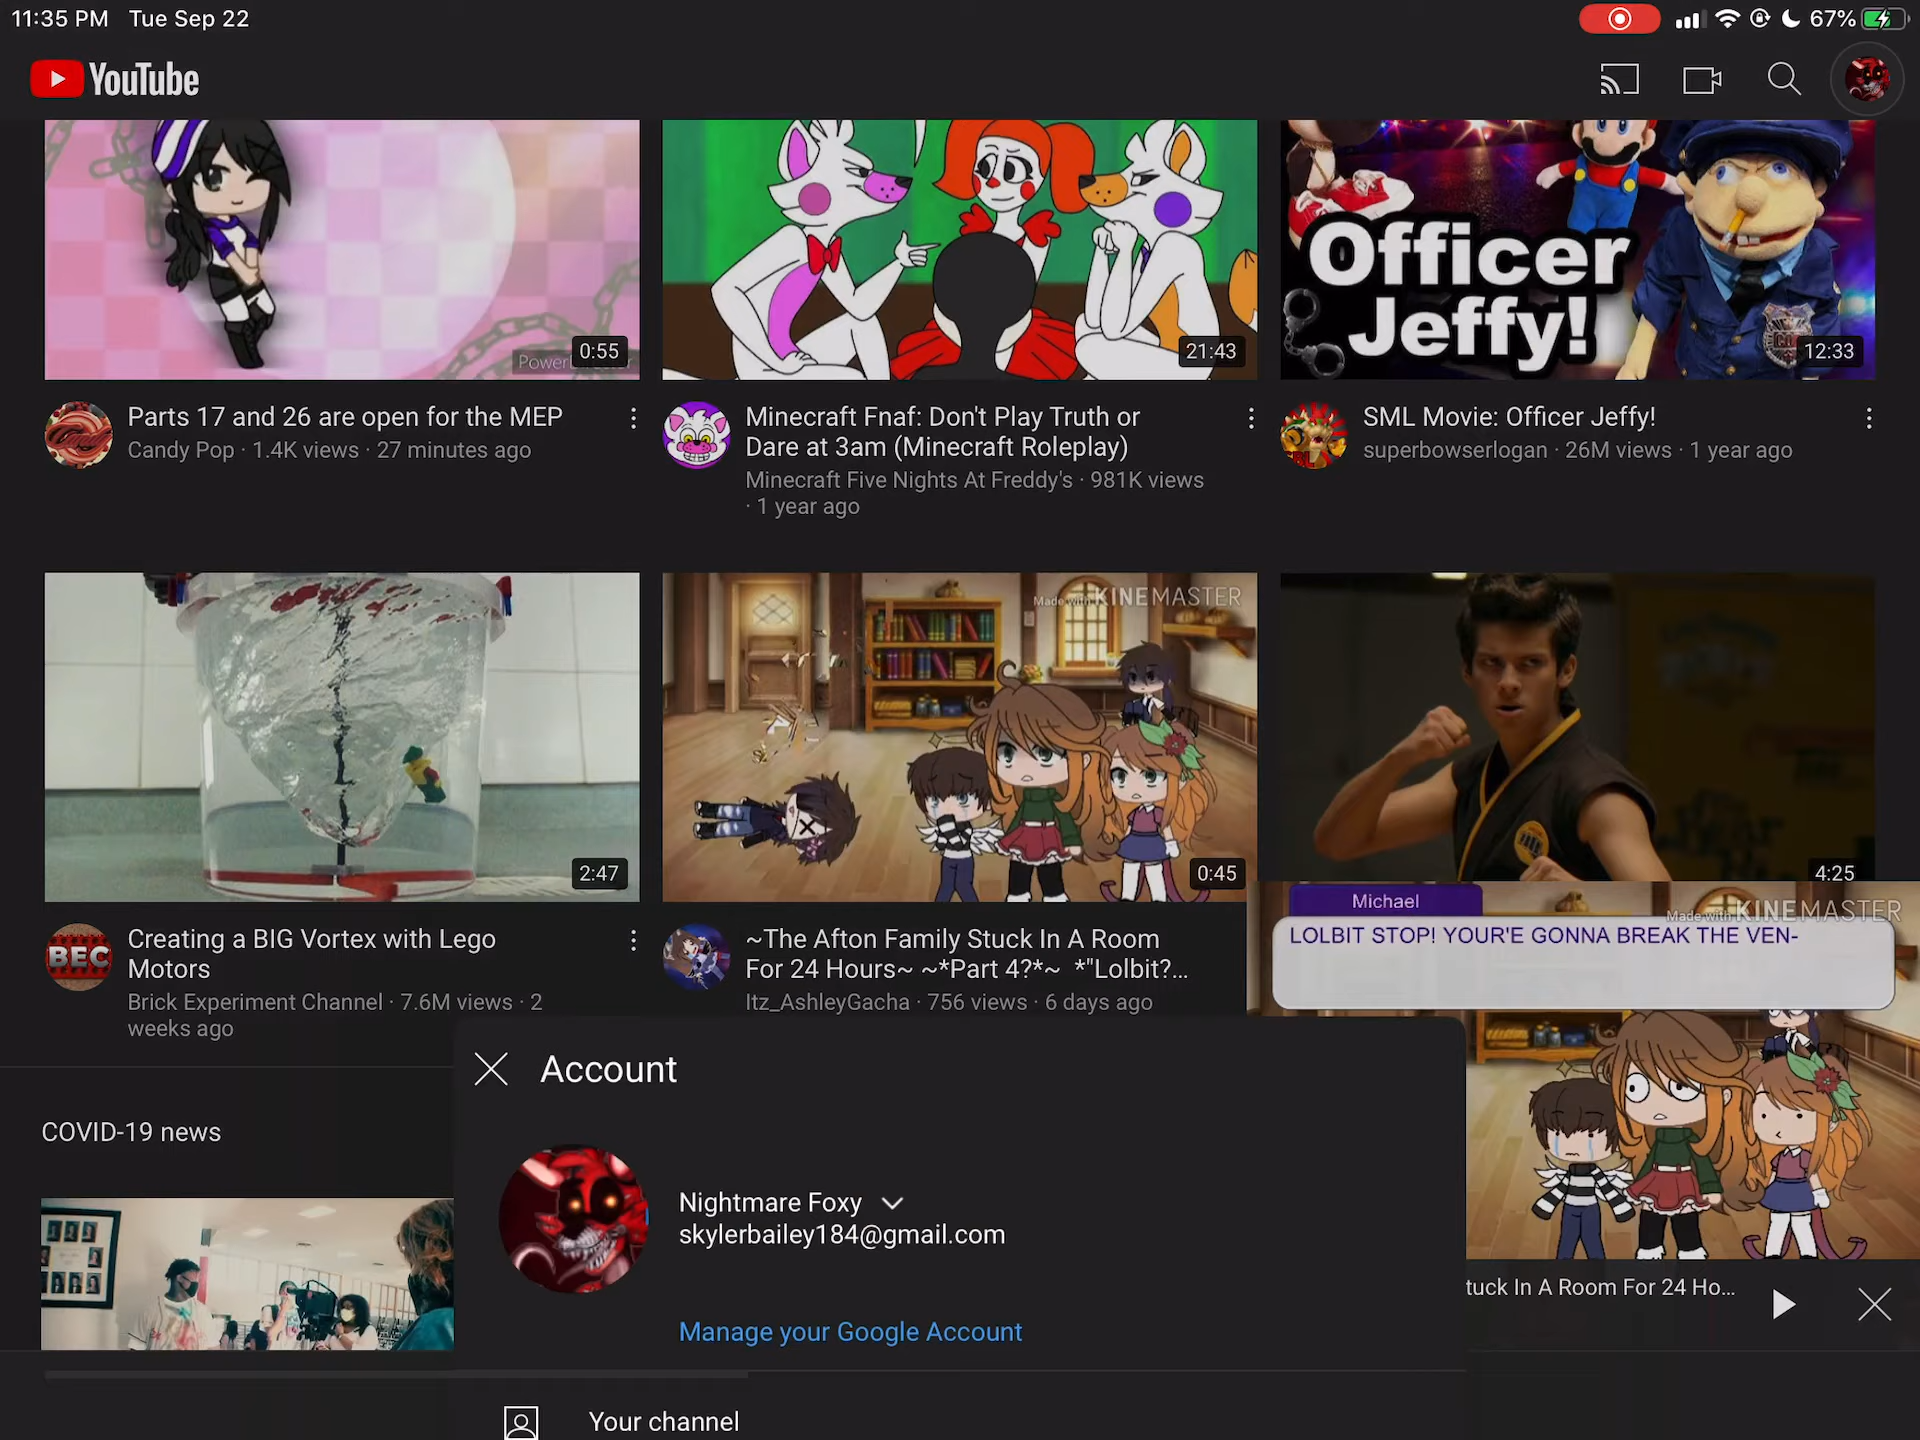 11:35 PM Tue Sep 22
67%
YouTube
Officer
Jeffy!
0:55
21:43
12:33
Parts 17 and 26 are open for the MEP
Candy Pop · 1.4K views · 27 minutes ago
Minecraft Fnaf: Don't Play Truth or
Dare at 3am (Minecraft Roleplay)
Minecraft Five Nights At Freddy's · 981K views
· 1 year ago
SML Movie: Officer Jeffy!
superbowserlogan · 26M views · 1 year ago
Made with KINEMASTER
2:47
0:45
4:25
BEC
Creating a BIG Vortex with Lego
Motors
Brick Experiment Channel · 7.6M views · 2
weeks ago
~The Afton Family Stuck In A Room
For 24 Hours~ ~*Part 4?*~ *"Lolbit?...
Itz_AshleyGacha · 756 views · 6 days ago
Michael
Made with KINEMASTER
LOLBIT STOP! YOUR'E GONNA BREAK THE VEN-
Account
COVID-19 news
Nightmare Foxy
skylerbailey184@gmail.com
Manage your Google Account
tuck In A Room For 24 Ho...
Your channel